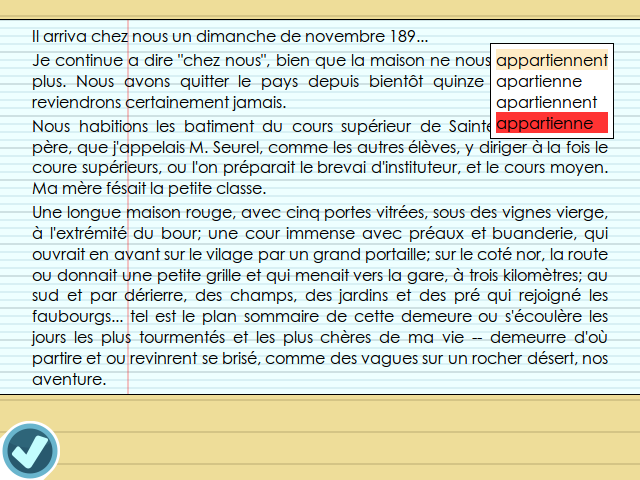 Il arriva chez nous un dimanche de novembre 189...
Je continue a dire "chez nous", bien que la maison ne nous
plus. Nous avons quitter le pays depuis bientôt quinze
reviendrons certainement jamais.
Nous habitions les batiment du cours supérieur de Sainte
père, que j'appelais M. Seurel, comme les autres élèves, y diriger à la fois le
coure supérieurs, ou l'on préparait le brevai d'instituteur, et le cours moyen.
Ma mère fésait la petite classe.
Une longue maison rouge, avec cinq portes vitrées, sous des vignes vierge,
à l'extrémité du bour; une cour immense avec préaux et buanderie, qui
ouvrait en avant sur le vilage par un grand portaille; sur le coté nor, la route
ou donnait une petite grille et qui menait vers la gare, à trois kilomètres; au
sud et par dérierre, des champs, des jardins et des pré qui rejoigné les
faubourgs... tel est le plan sommaire de cette demeure ou s'écoulère les
jours les plus tourmentés et les plus chères de ma vie -- demeurre d'où
partire et ou revinrent se brisé, comme des vagues sur un rocher désert, nos
aventure.
appartiennent
apartienne
apartiennent
appartienne